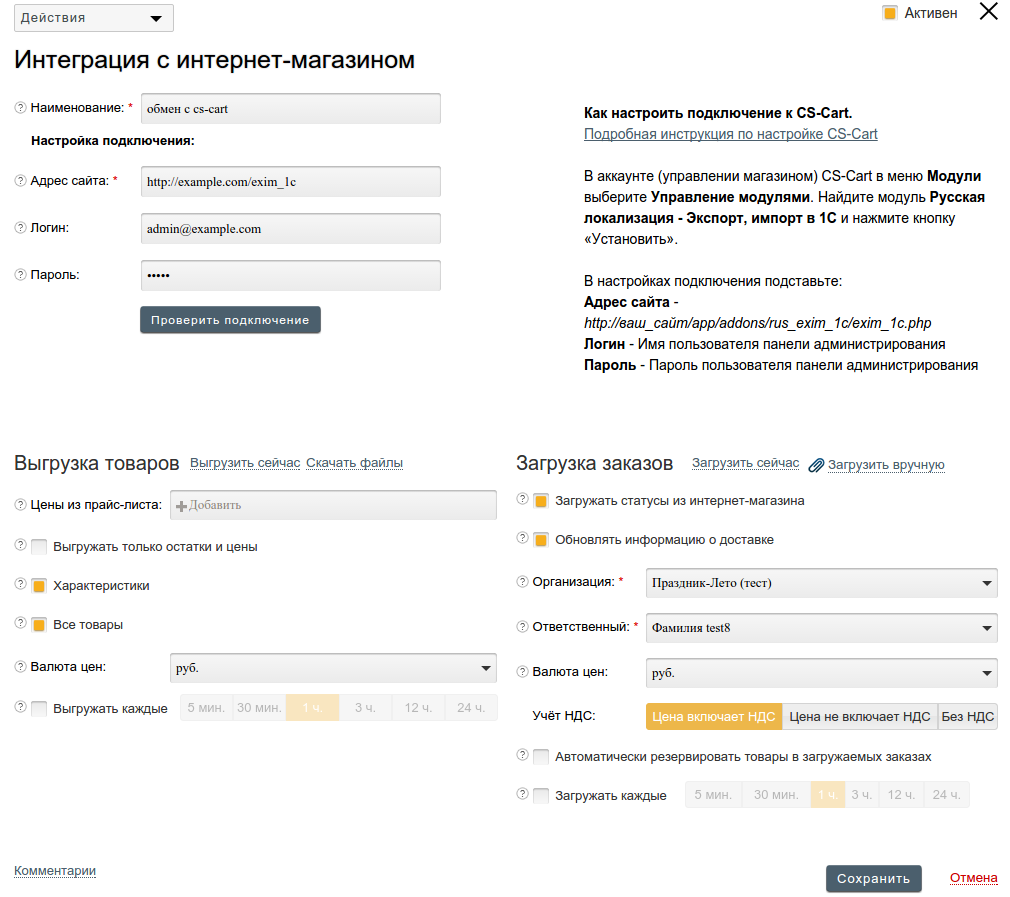 Действия
Активен
Интеграция с интернет-магазином
? Наименование: * обмен с cs-cart
Настройка подключения:
? Адрес сайта: * http://example.com/exim_1c
? Логин: admin@example.com
? Пароль: •••••
Проверить подключение
Как настроить подключение к CS-Cart.
Подробная инструкция по настройке CS-Cart
В аккаунте (управлении магазином) CS-Cart в меню Модули
выберите Управление модулями. Найдите модуль Русская
локализация - Экспорт, импорт в 1С и нажмите кнопку
«Установить».
В настройках подключения подставьте:
Адрес сайта -
http://ваш_сайт/app/addons/rus_exim_1c/exim_1c.php
Логин - Имя пользователя панели администрирования
Пароль - Пароль пользователя панели администрирования
Выгрузка товаров Выгрузить сейчас Скачать файлы
? Цены из прайс-листа: Добавить
? Выгружать только остатки и цены
? Характеристики
? Все товары
? Валюта цен: руб.
? Выгружать каждые 5 мин. 30 мин. 1 ч. 3 ч. 12 ч. 24 ч.
Загрузка заказов Загрузить сейчас Загрузить вручную
? Загружать статусы из интернет-магазина
? Обновлять информацию о доставке
? Организация: * Праздник-Лето (тест)
? Ответственный: * Фамилия test8
? Валюта цен: руб.
Учёт НДС: Цена включает НДС Цена не включает НДС Без НДС
? Автоматически резервировать товары в загружаемых заказах
? Загружать каждые 5 мин. 30 мин. 1 ч. 3 ч. 12 ч. 24 ч.
Комментарии
Сохранить
Отмена